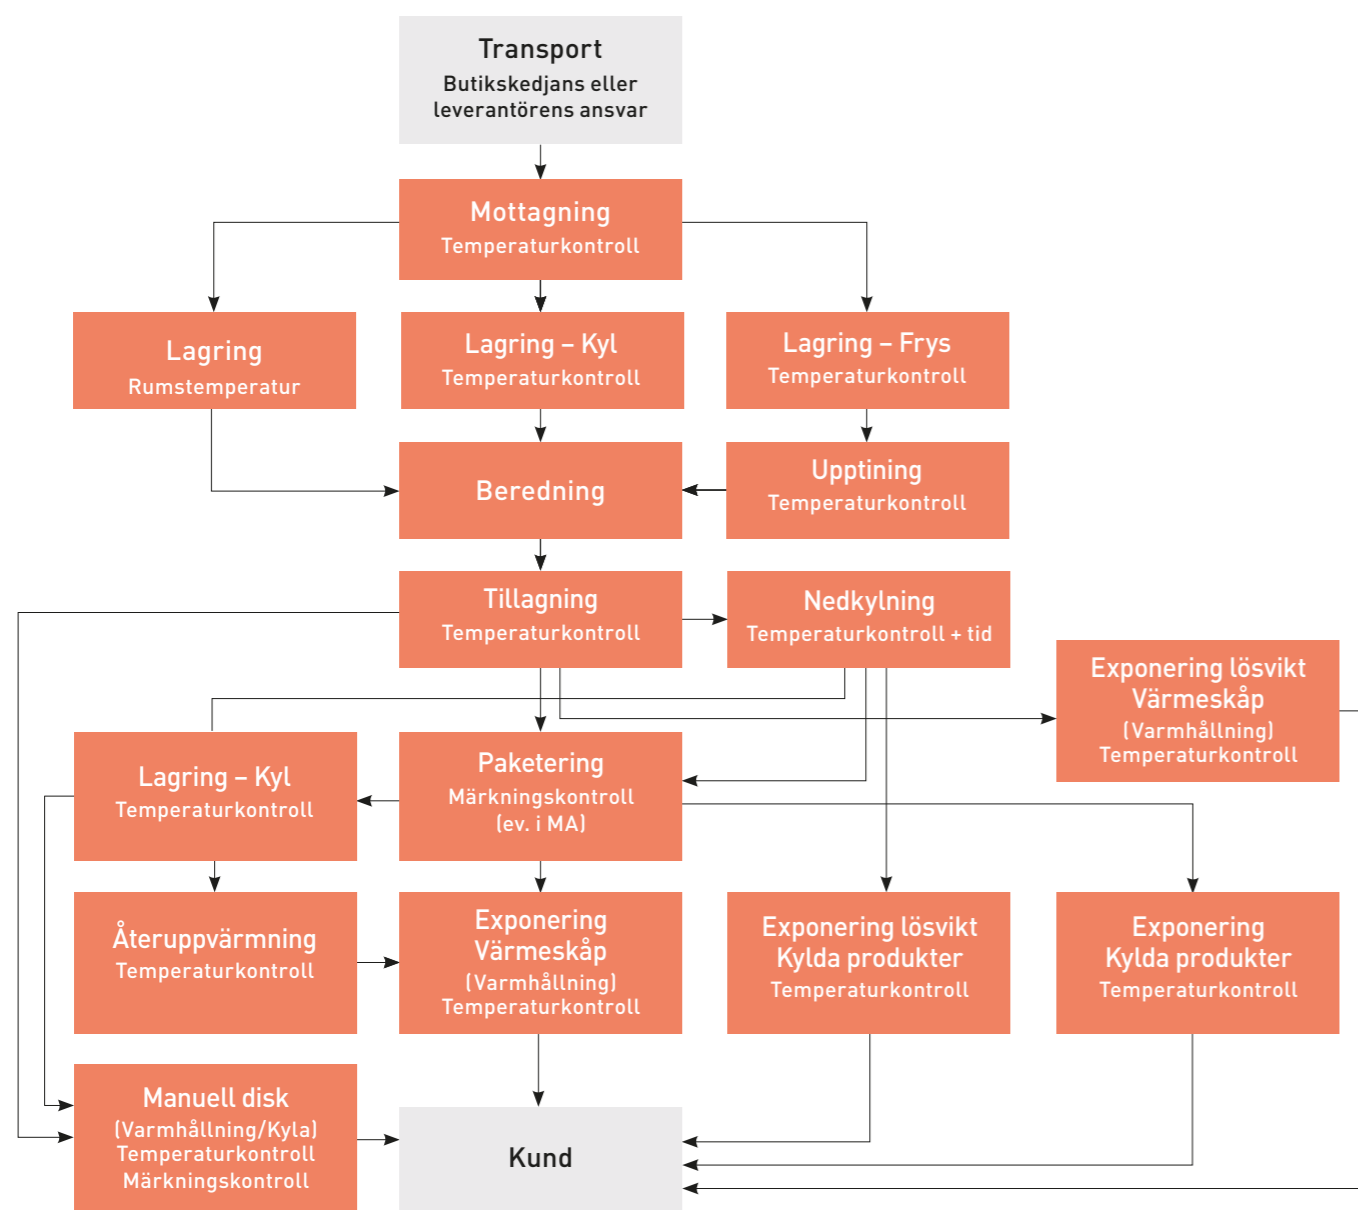 Transport
Butikskedjans eller
leverantörens ansvar
Mottagning
Temperaturkontroll
Lagring
Rumstemperatur
Lagring – Kyl
Temperaturkontroll
Lagring – Frys
Temperaturkontroll
Beredning
Upptining
Temperaturkontroll
Tillagning
Temperaturkontroll
Nedkylning
Temperaturkontroll + tid
Exponering lösvikt
Värmeskåp
(Varmhållning)
Temperaturkontroll
Lagring – Kyl
Temperaturkontroll
Paketering
Märkningskontroll
(ev. i MA)
Återuppvärmning
Temperaturkontroll
Exponering
Värmeskåp
(Varmhållning)
Temperaturkontroll
Exponering lösvikt
Kylda produkter
Temperaturkontroll
Exponering
Kylda produkter
Temperaturkontroll
Manuell disk
(Varmhållning/Kyla)
Temperaturkontroll
Märkningskontroll
Kund